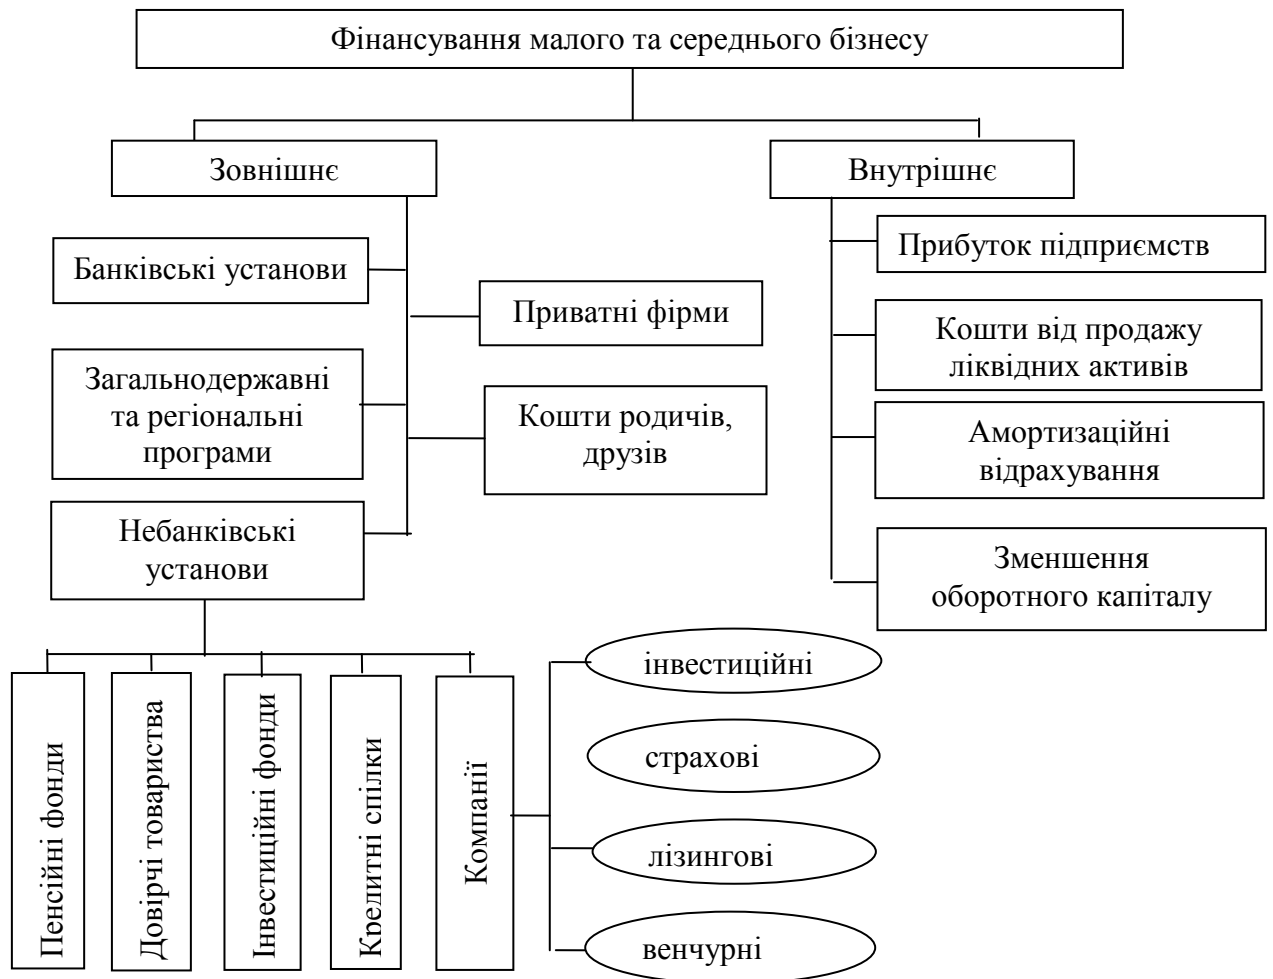 Фінансування малого та середнього бізнесу
Зовнішнє
Внутрішнє
Банківські установи
Приватні фірми
Загальнодержавні
та регіональні
програми
Кошти родичів,
друзів
Небанківські
установи
Прибуток підприємств
Кошти від продажу
ліквідних активів
Амортизаційні
відрахування
Зменшення
оборотного капіталу
Пенсійні фонди
Довірчі товариства
Інвестиційні фонди
Кредитні спілки
Компанії
інвестиційні
страхові
лізингові
венчурні